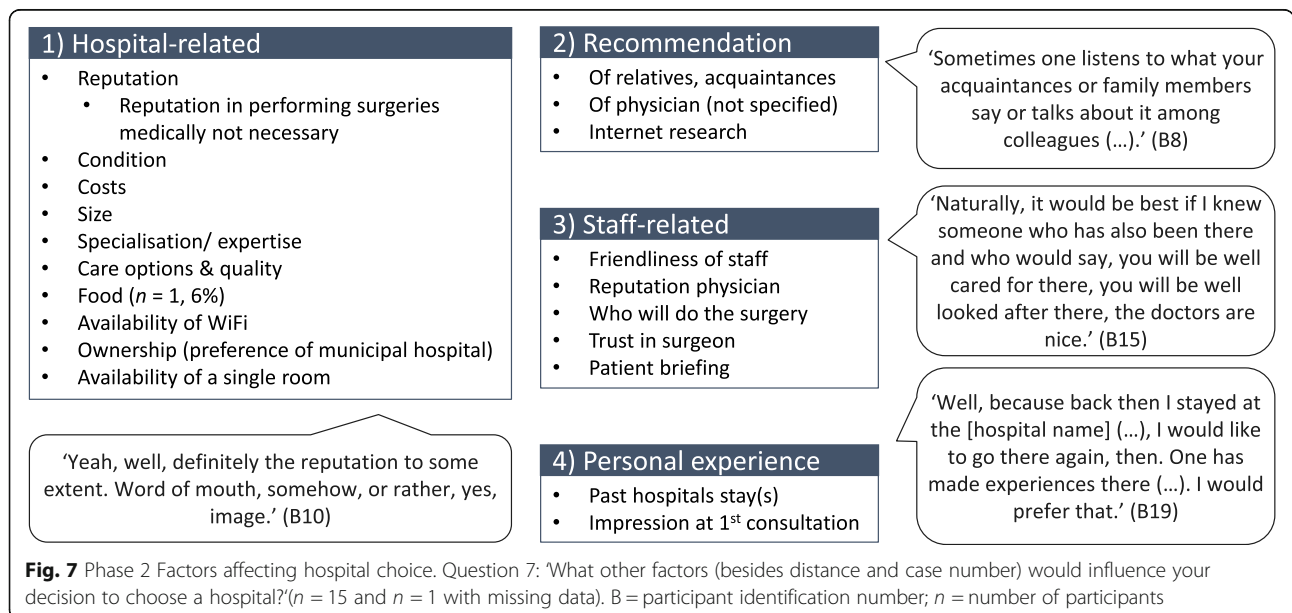 1) Hospital-related
• Reputation
• Reputation in performing surgeries
medically not necessary
• Condition
• Costs
• Size
• Specialisation/ expertise
• Care options & quality
• Food (n = 1, 6%)
• Availability of WiFi
• Ownership (preference of municipal hospital)
• Availability of a single room
‘Yeah, well, definitely the reputation to some
extent. Word of mouth, somehow, or rather, yes,
image.’ (B10)
2) Recommendation
• Of relatives, acquaintances
• Of physician (not specified)
• Internet research
‘Sometimes one listens to what your
acquaintances or family members
say or talks about it among
colleagues (...).’ (B8)
3) Staff-related
• Friendliness of staff
• Reputation physician
• Who will do the surgery
• Trust in surgeon
• Patient briefing
‘Naturally, it would be best if I knew
someone who has also been there
and who would say, you will be well
cared for there, you will be well
looked after there, the doctors are
nice.’ (B15)
4) Personal experience
• Past hospitals stay(s)
• Impression at 1st consultation
‘Well, because back then I stayed at
the [hospital name] (...), I would like
to go there again, then. One has
made experiences there (...). I would
prefer that.’ (B19)
Fig. 7 Phase 2 Factors affecting hospital choice. Question 7: ‘What other factors (besides distance and case number) would influence your
decision to choose a hospital?‘(n = 15 and n = 1 with missing data). B = participant identification number; n = number of participants